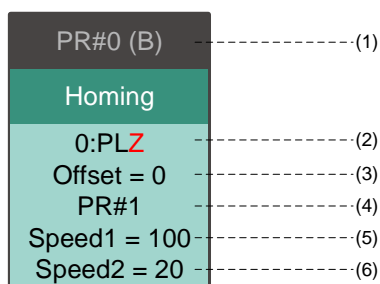 PR#0 (B) (1)
Homing
0:PLZ (2)
Offset = 0 (3)
PR#1 (4)
Speed1 = 100 (5)
Speed2 = 20 (6)